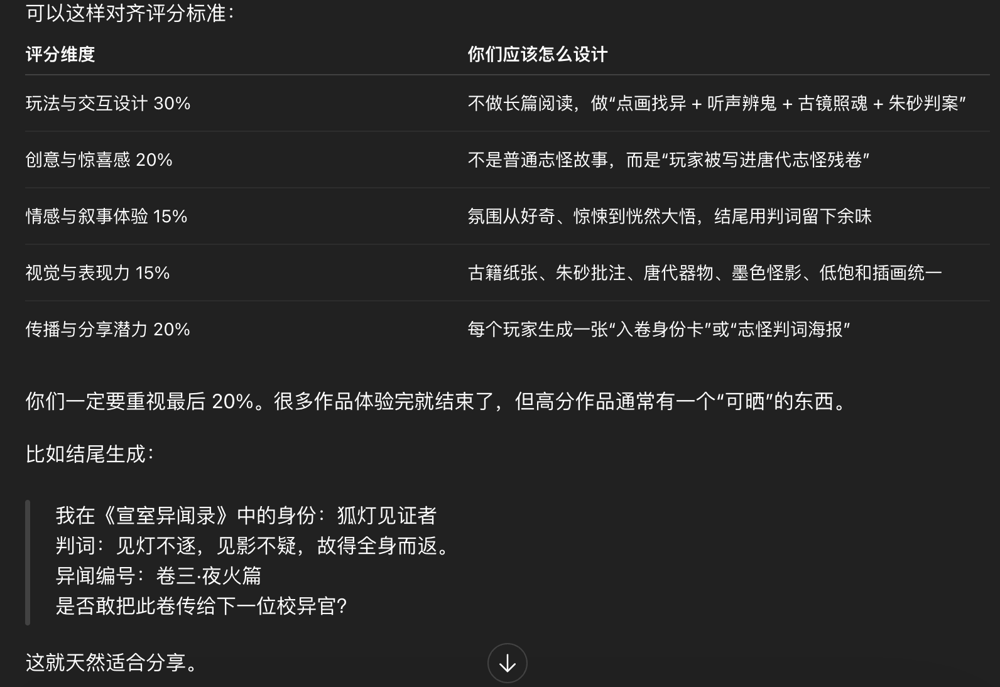 可以这样对齐评分标准：
评分维度 你们应该怎么设计
玩法与交互设计 30% 不做长篇阅读，做“点画找异 + 听声辨鬼 + 古镜照魂 + 朱砂判案”
创意与惊喜感 20% 不是普通志怪故事，而是“玩家被写进唐代志怪残卷”
情感与叙事体验 15% 氛围从好奇、惊悚到恍然大悟，结尾用判词留下余味
视觉与表现力 15% 古籍纸张、朱砂批注、唐代器物、墨色怪影、低饱和插画统一
传播与分享潜力 20% 每个玩家生成一张“入卷身份卡”或“志怪判词海报”
你们一定要重视最后 20%。很多作品体验完就结束了，但高分作品通常有一个“可晒”的东西。
比如结尾生成：
我在《宣室异闻录》中的身份：狐灯见证者
判词：见灯不逐，见影不疑，故得全身而返。
异闻编号：卷三·夜火篇
是否敢把此卷传给下一位校异官？
这就天然适合分享。